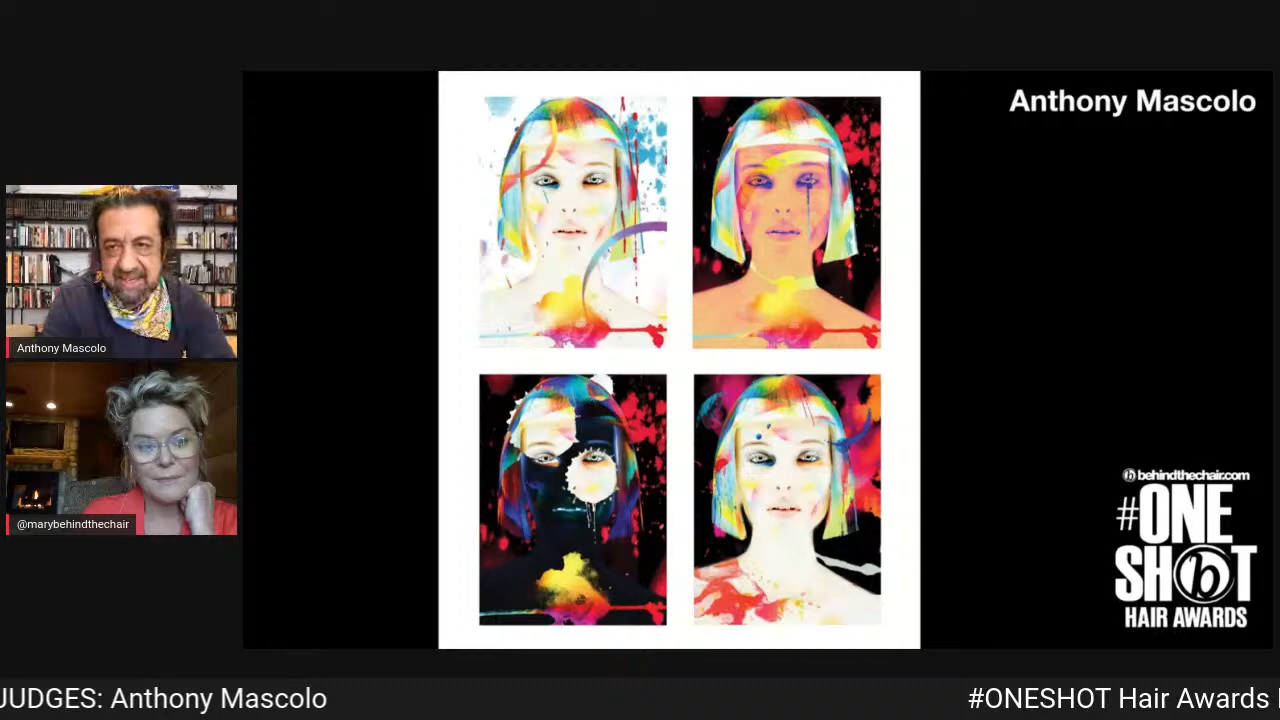 Anthony Mascolo
Anthony Mascolo
@marybehindthechair
behindthechair.com
#ONE
SHOT
HAIR AWARDS
JUDGES: Anthony Mascolo
#ONESHOT Hair Awards